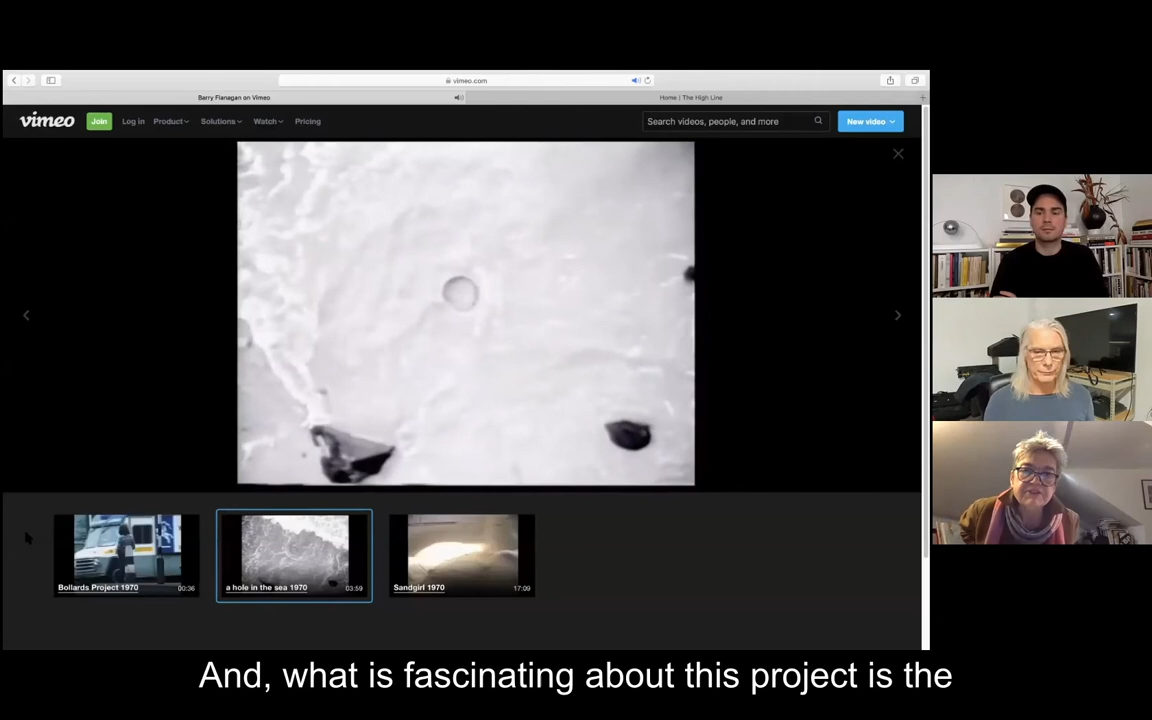 vimeo.com
Barry Flanagan on Vimeo
Home | The High Line
vimeo
Join
Log in
Product
Solutions
Watch
Pricing
Search videos, people, and more
New video
Bollards Project 1970
00:36
a hole in the sea 1970
03:59
Sandgirl 1970
17:09
And, what is fascinating about this project is the